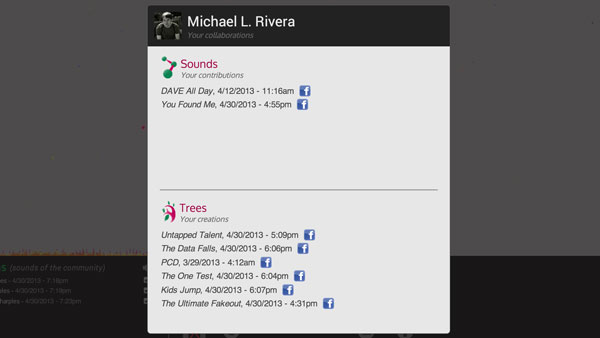 Michael L. Rivera
Your collaborations
Sounds
Your contributions
DAVE All Day, 4/12/2013 - 11:16am
You Found Me, 4/30/2013 - 4:55pm
Trees
Your creations
Untapped Talent, 4/30/2013 - 5:09pm
The Data Falls, 4/30/2013 - 6:06pm
PCD, 3/29/2013 - 4:12am
The One Test, 4/30/2013 - 6:04pm
Kids Jump, 4/30/2013 - 6:07pm
The Ultimate Fakeout, 4/30/2013 - 4:31pm
(sounds of the community)
- 4/30/2013 - 7:18pm
- 4/30/2013 - 7:19pm
- 4/30/2013 - 7:23pm